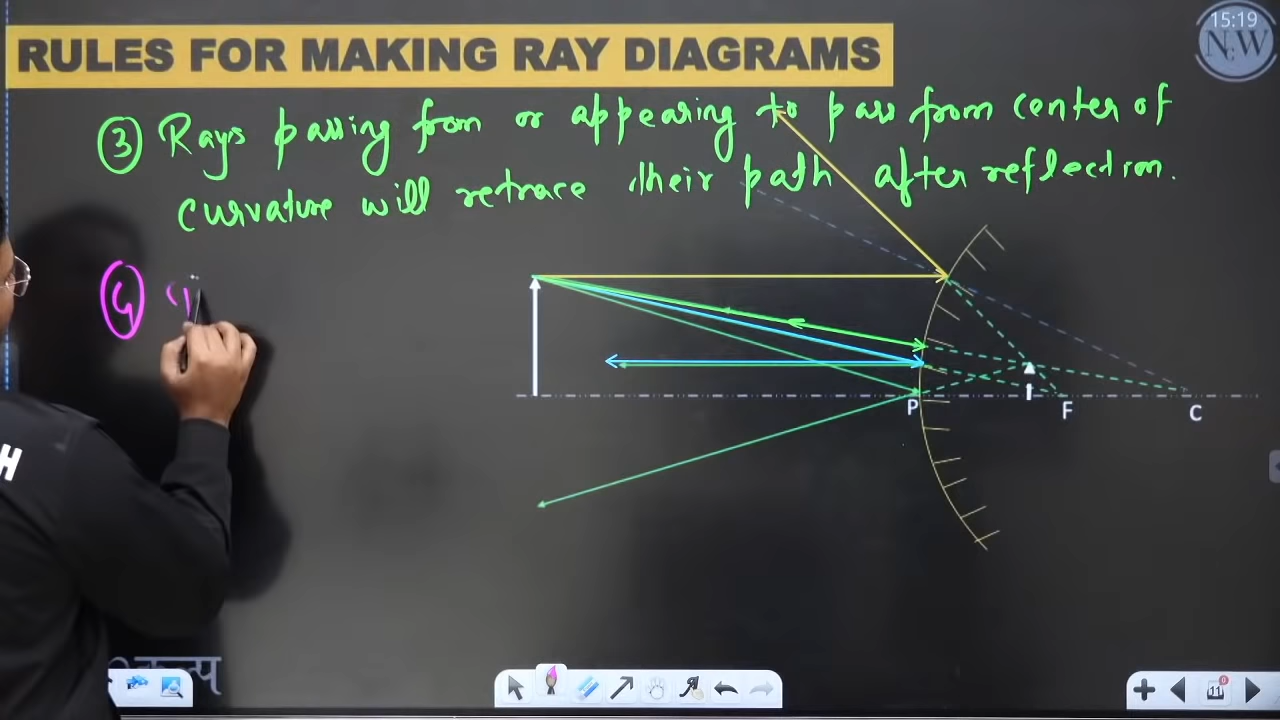 15:19
N.W
RULES FOR MAKING RAY DIAGRAMS
③ Rays passing from or appearing to pass from center of
curvature will retrace their path after reflection.
④
P
F
C
H
11